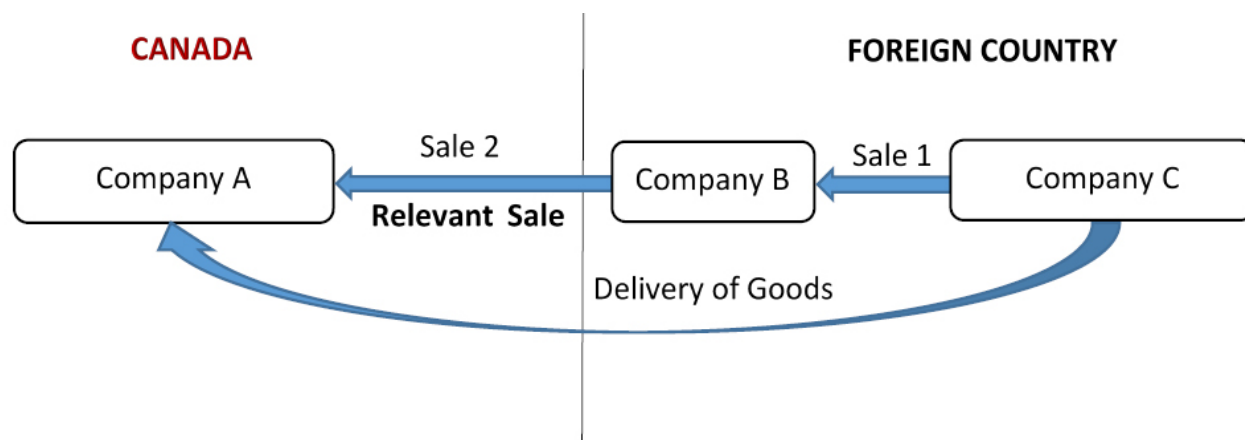 CANADA
FOREIGN COUNTRY
Sale 2
Sale 1
Company A
Company B
Company C
Relevant Sale
Delivery of Goods